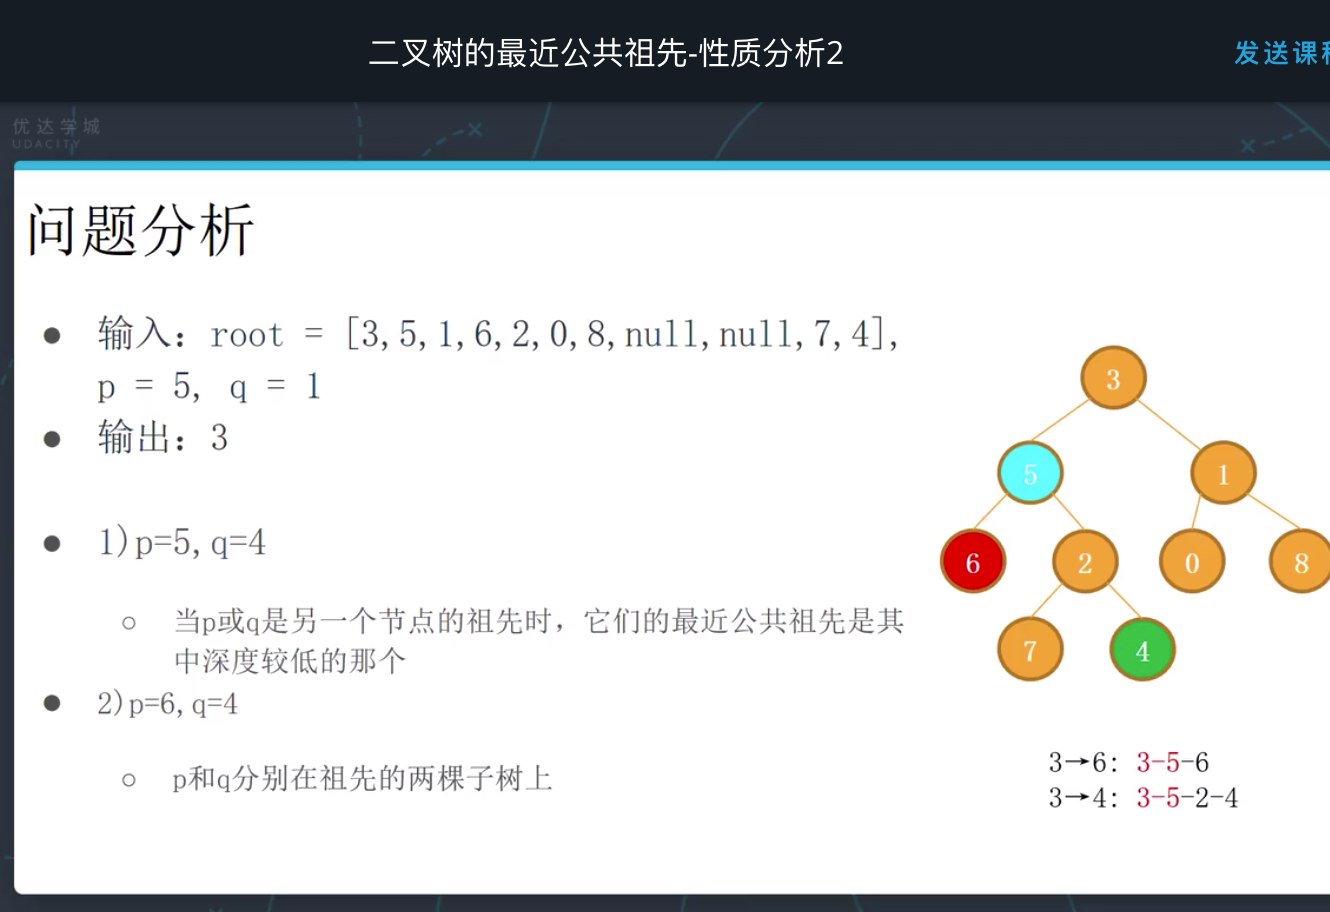 二叉树的最近公共祖先-性质分析2
发送课程
优达学城
UDACITY
问题分析
输入：root = [3,5,1,6,2,0,8,null,null,7,4],
p = 5, q = 1
输出：3
1)p=5,q=4
当p或q是另一个节点的祖先时，它们的最近公共祖先是其
中深度较低的那个
2)p=6,q=4
p和q分别在祖先的两棵子树上
3
5
1
6
2
0
8
7
4
3→6: 3-5-6
3→4: 3-5-2-4